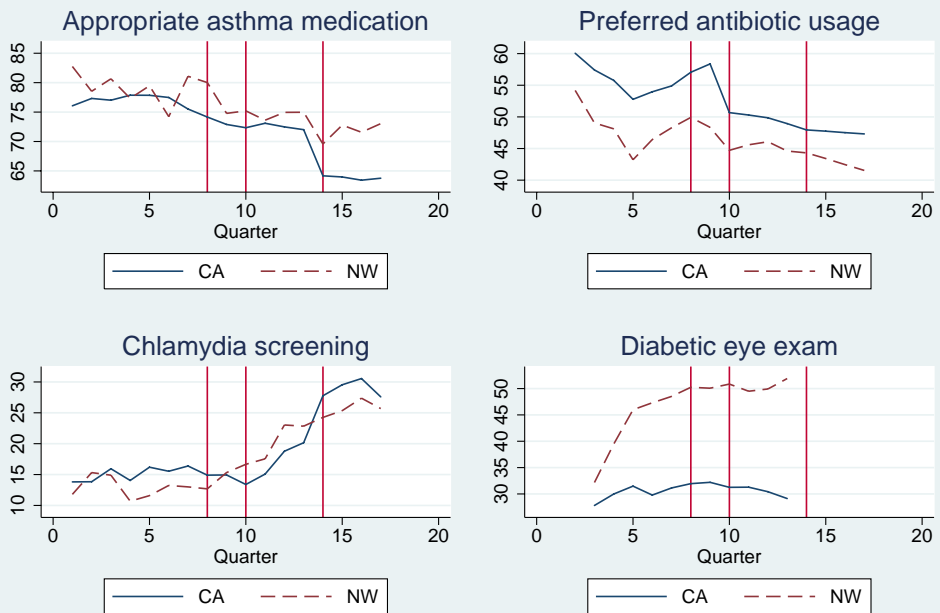 Appropriate asthma medication
85
80
75
70
65
0 5 10 15 20
Quarter
CA NW
Preferred antibiotic usage
60
55
50
45
40
0 5 10 15 20
Quarter
CA NW
Chlamydia screening
30
25
20
15
10
0 5 10 15 20
Quarter
CA NW
Diabetic eye exam
50
45
40
35
30
0 5 10 15 20
Quarter
CA NW